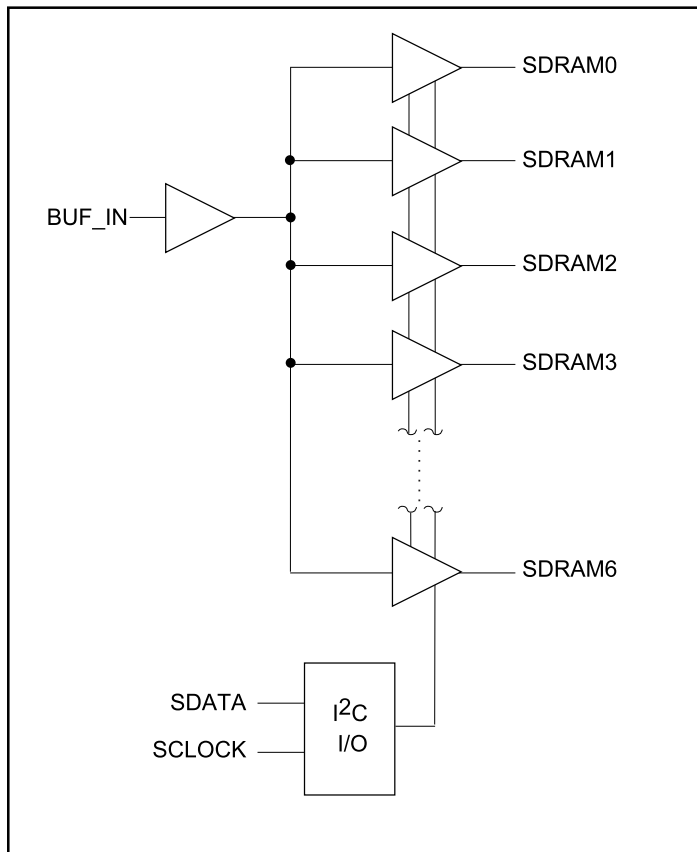 SDRAM0
SDRAM1
BUF_IN
SDRAM2
SDRAM3
SDRAM6
SDATA
SCLOCK
I²C
I/O